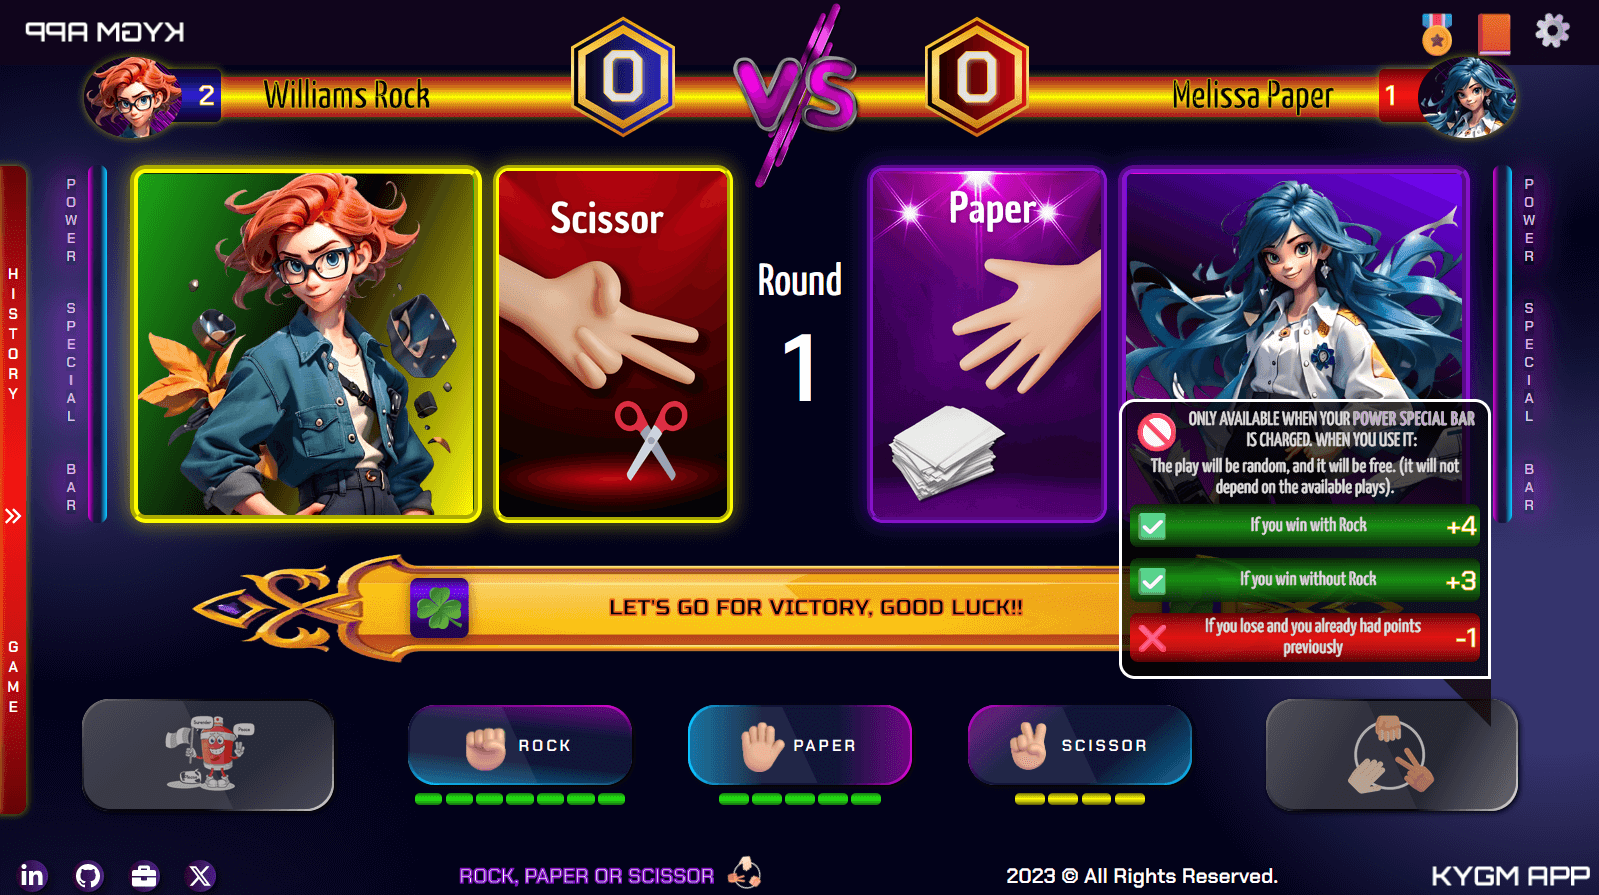 KYGM APP
2
Williams Rock
0
VS
0
Melissa Paper
1
HISTORY
GAME
POWER SPECIAL BAR
Scissor
Round
1
Paper
POWER SPECIAL BAR
ONLY AVAILABLE WHEN YOUR POWER SPECIAL BAR
IS CHARGED. WHEN YOU USE IT:
The play will be random, and it will be free. (it will not
depend on the available plays).
If you win with Rock +4
If you win without Rock +3
If you lose and you already had points
previously -1
LET'S GO FOR VICTORY, GOOD LUCK!!
Surrender
Pause
ROCK
PAPER
SCISSOR
in
X
ROCK, PAPER OR SCISSOR
2023 © All Rights Reserved.
KYGM APP